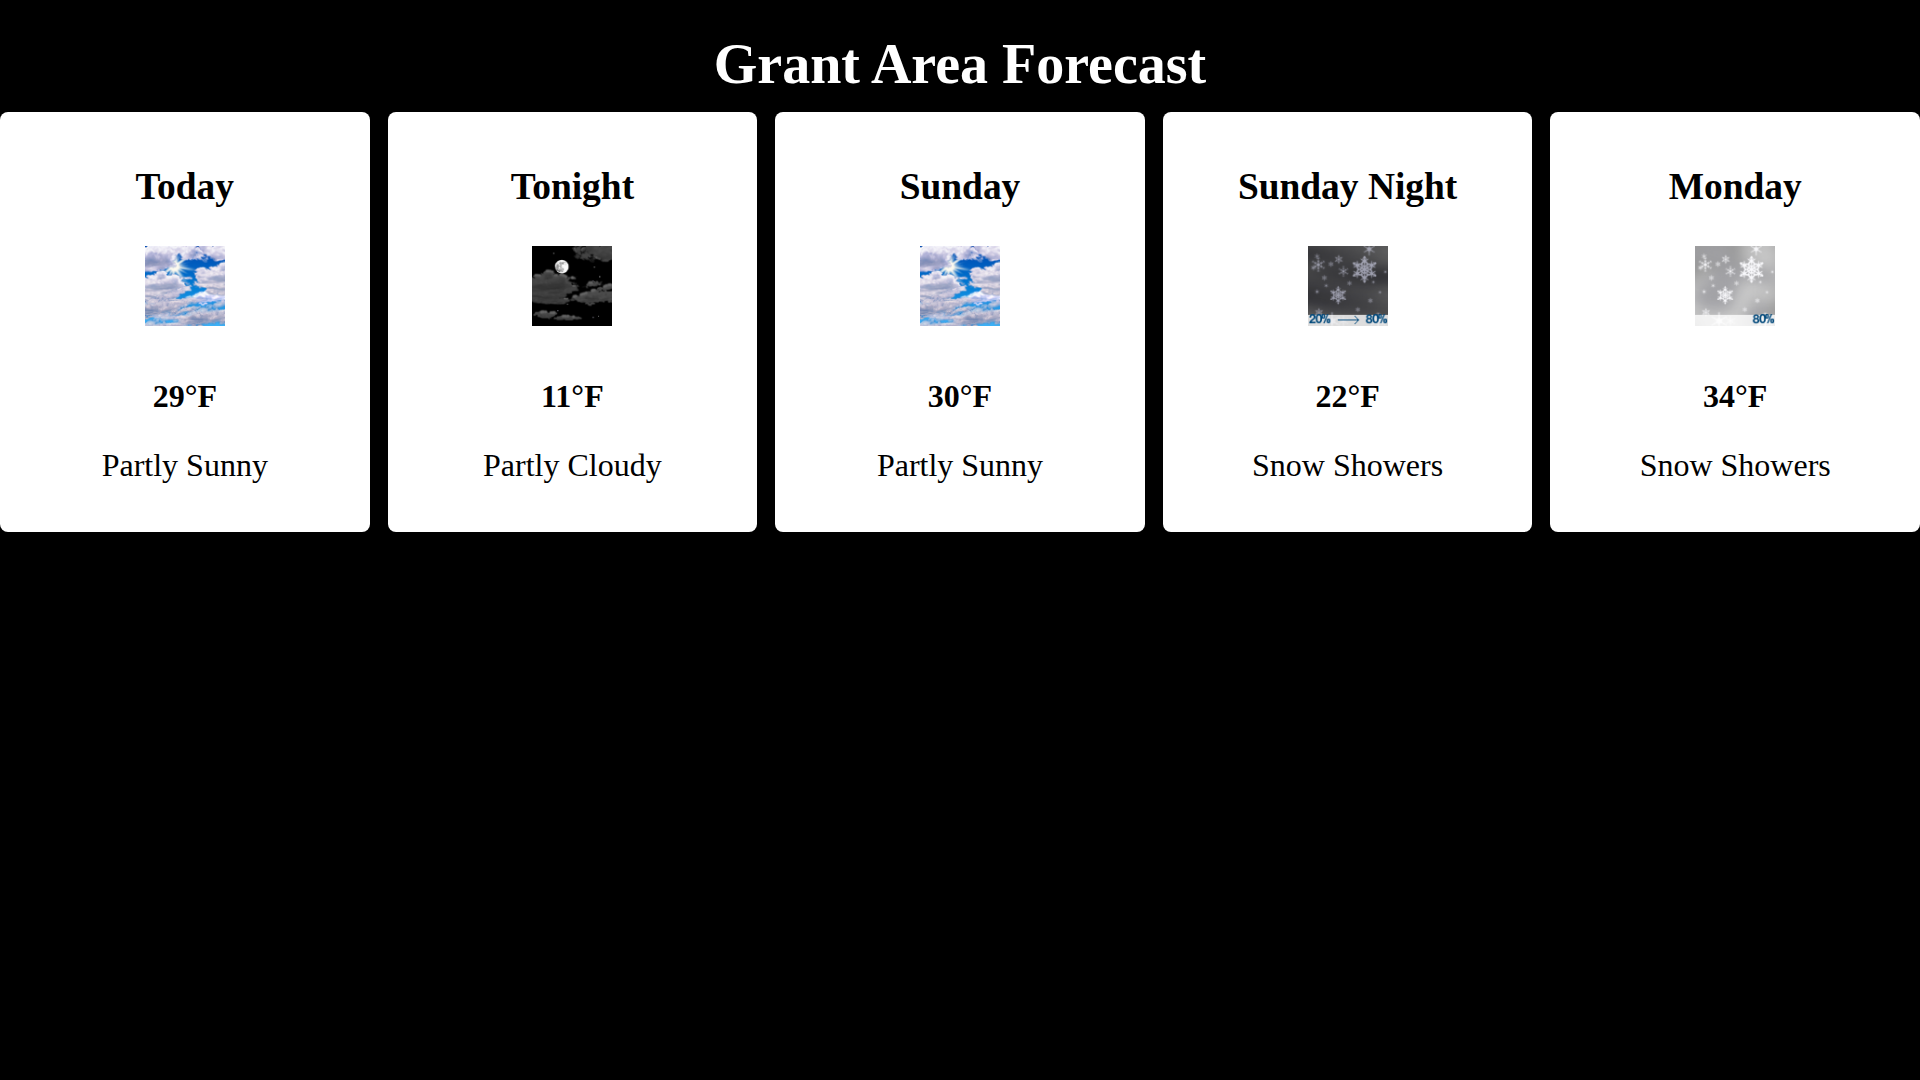 Grant Area Forecast
Today
29°F
Partly Sunny
Tonight
11°F
Partly Cloudy
Sunday
30°F
Partly Sunny
Sunday Night
20% → 80%
22°F
Snow Showers
Monday
80%
34°F
Snow Showers